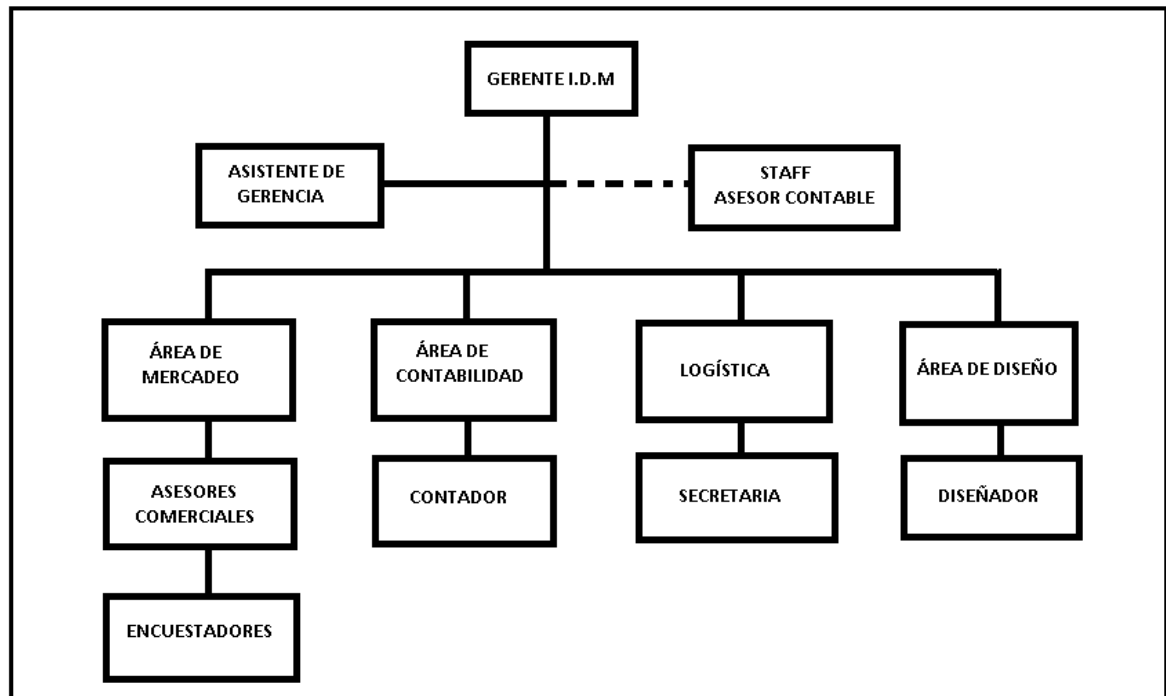 GERENTE I.D.M
ASISTENTE DE
GERENCIA
STAFF
ASESOR CONTABLE
ÁREA DE
MERCADEO
ÁREA DE
CONTABILIDAD
LOGÍSTICA
ÁREA DE DISEÑO
ASESORES
COMERCIALES
CONTADOR
SECRETARIA
DISEÑADOR
ENCUESTADORES